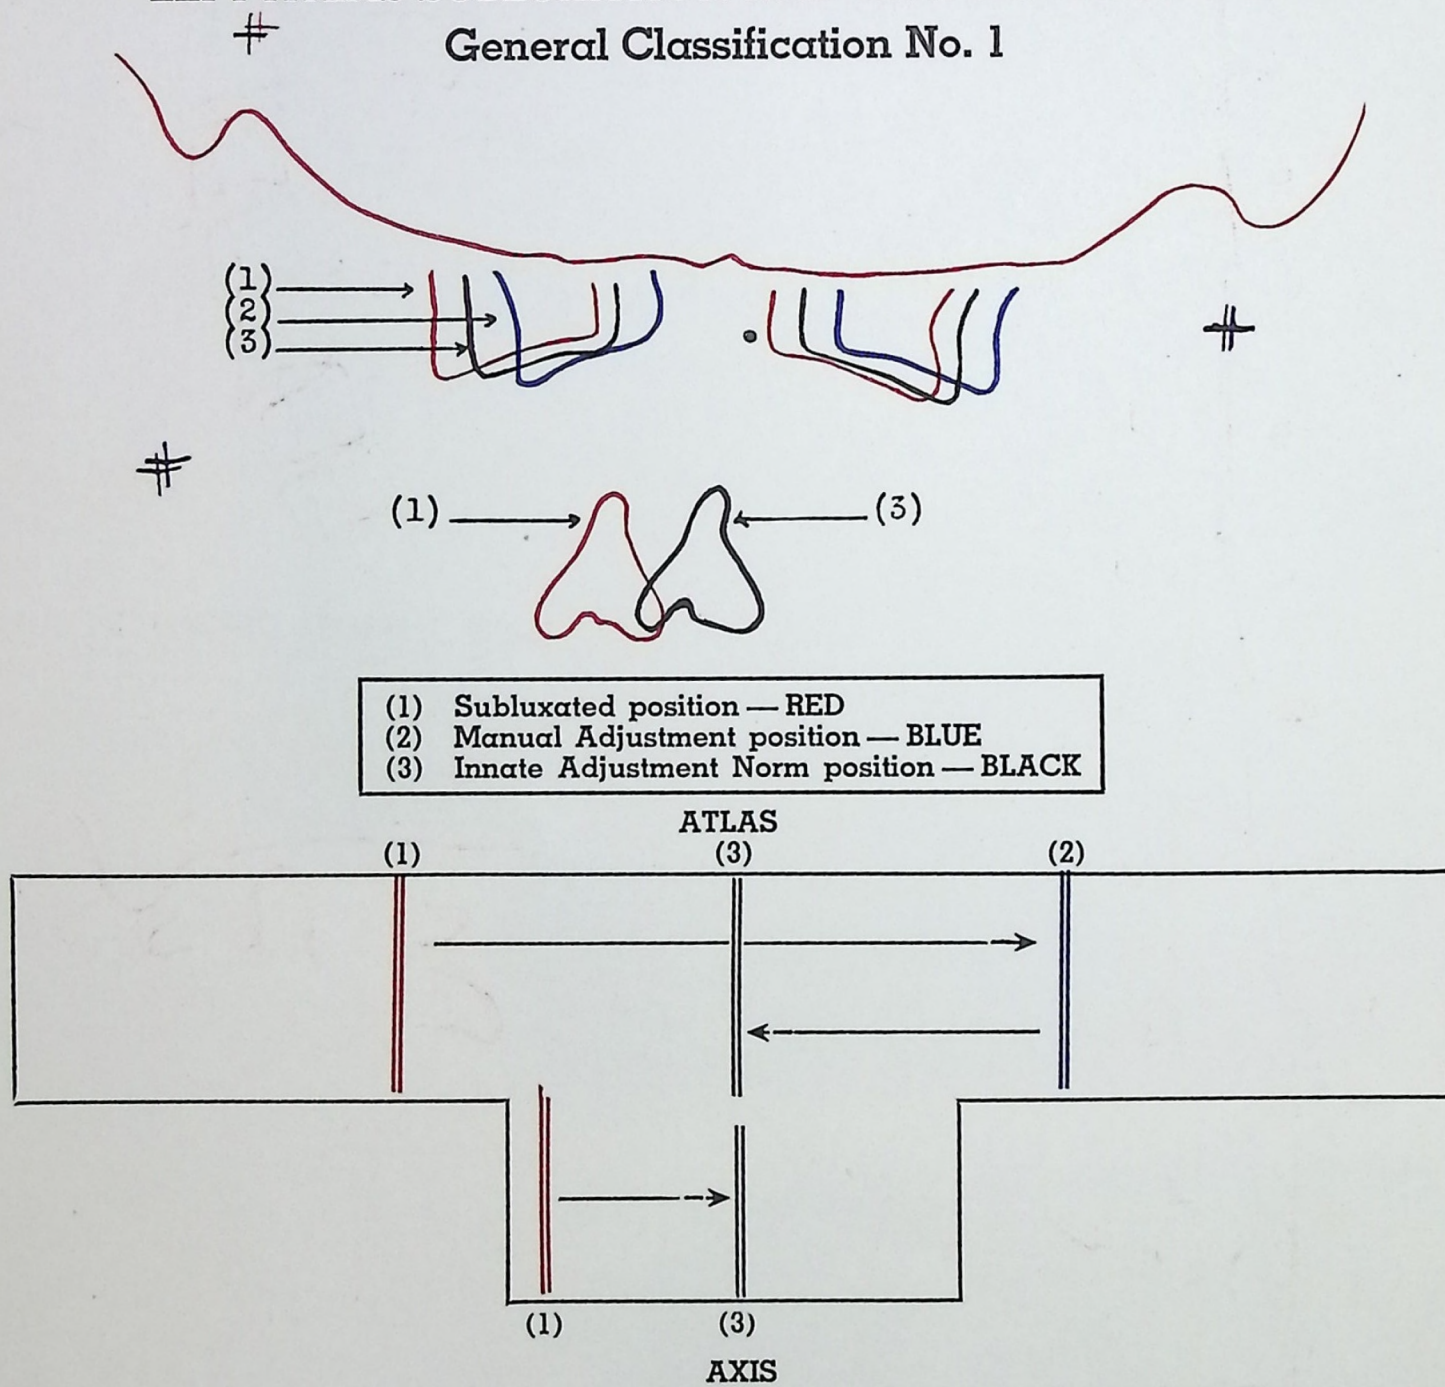 General Classification No. 1
(1)
(2)
(3)
(1) (3)
(1) Subluxated position — RED
(2) Manual Adjustment position — BLUE
(3) Innate Adjustment Norm position — BLACK
ATLAS
(1) (3) (2)
(1) (3)
AXIS